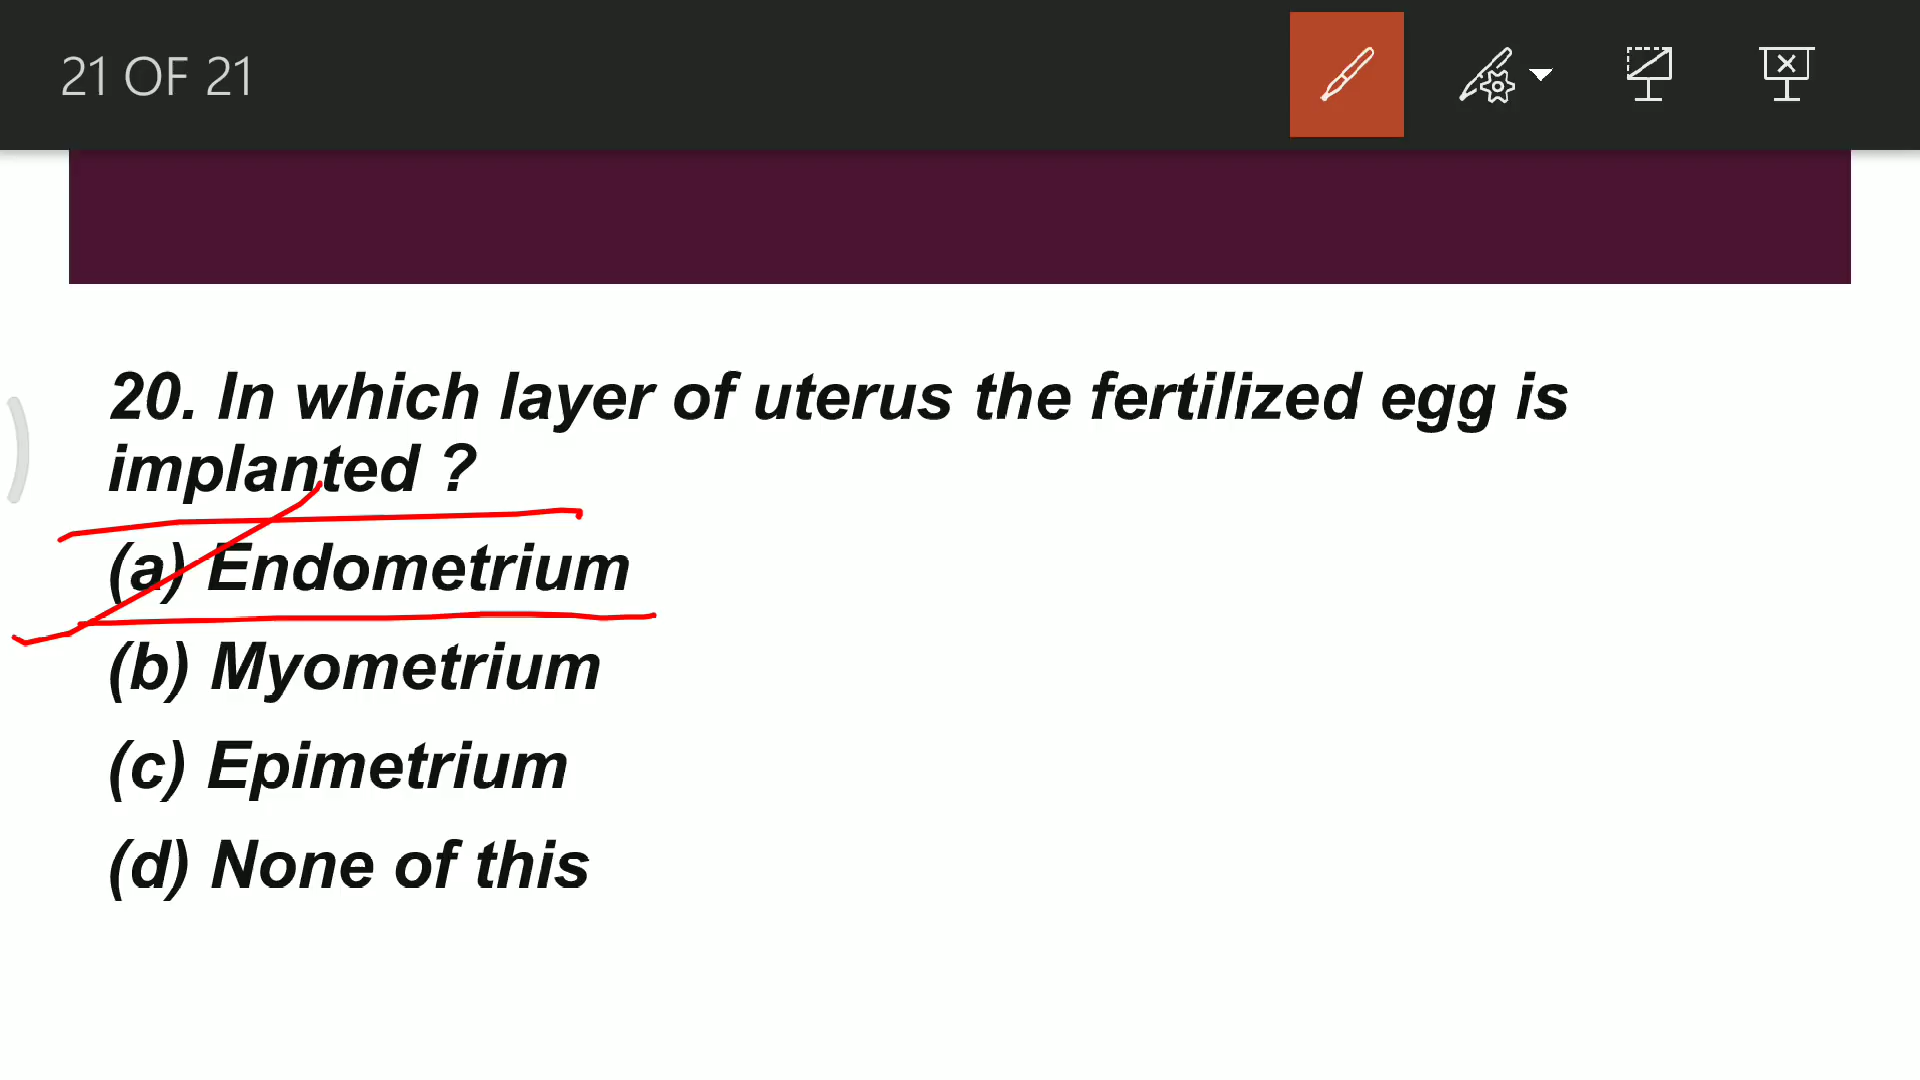 21 OF 21
20. In which layer of uterus the fertilized egg is
implanted ?
(a) Endometrium
(b) Myometrium
(c) Epimetrium
(d) None of this